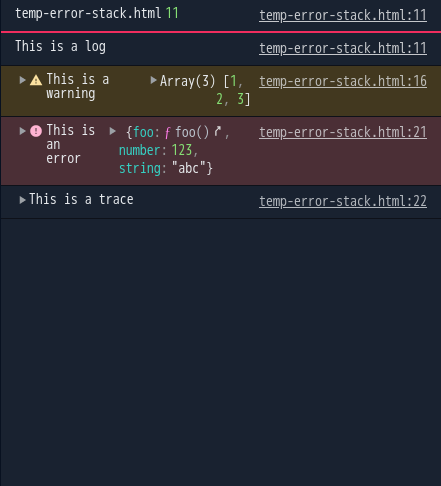 temp-error-stack.html 11 temp-error-stack.html:11
This is a log temp-error-stack.html:11
This is a warning Array(3) [1, 2, 3] temp-error-stack.html:16
This is an error {foo: ƒ foo() , number: 123, string: "abc"} temp-error-stack.html:21
This is a trace temp-error-stack.html:22